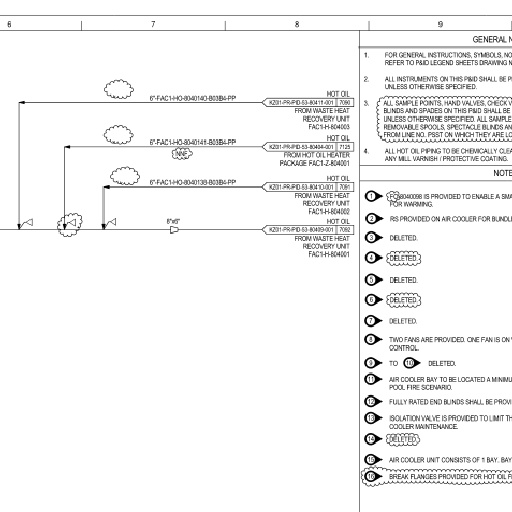 6 7 8 9
GENERAL N
1. FOR GENERAL INSTRUCTIONS, SYMBOLS, NO
REFER TO P&ID LEGEND SHEETS DRAWING N
2. ALL INSTRUMENTS ON THIS P&ID SHALL BE P
UNLESS OTHERWISE SPECIFIED.
3. ALL SAMPLE POINTS, HAND VALVES, CHECK V
BLINDS AND SPADES ON THIS P&ID SHALL BE
UNLESS OTHERWISE SPECIFIED. ALL SAMPLE
REMOVABLE SPOOLS, SPECTACLE BLINDS AN
FROM LINE NO. PSST ON WHICH THEY ARE LO
4. ALL HOT OIL PIPING TO BE CHEMICALLY CLEA
ANY MILL VARNISH / PROTECTIVE COATING.
NOTE
1 8040098 IS PROVIDED TO ENABLE A SMA
FOR WARMING.
2 IS PROVIDED ON AIR COOLER FOR BUNDL
3 DELETED.
4 DELETED.
5 DELETED.
6 DELETED.
7 DELETED.
8 TWO FANS ARE PROVIDED. ONE FAN IS ON V
CONTROL.
9 TO 10 DELETED.
11 AIR COOLER BAY TO BE LOCATED A MINIMU
POOL FIRE SCENARIO.
12 FULLY RATED END BLINDS SHALL BE PROVI
13 ISOLATION VALVE IS PROVIDED TO LIMIT TH
COOLER MAINTENANCE.
14 DELETED.
15 AIR COOLER UNIT CONSISTS OF 1 BAY. BAY
16 BREAK FLANGES PROVIDED FOR HOT OIL F
HOT OIL
6"-FAC1-HO-8040140-B03B4-PP
KZ01-PR-PID-53-80411-001 7090
FROM WASTE HEAT
RECOVERY UNIT
FAC1-H-804003
HOT OIL
6"-FAC1-HO-8040141-B03B4-PP
KZ01-PR-PID-53-80404-001 7125
NNF
FROM HOT OIL HEATER
PACKAGE FAC1-Z-804001
HOT OIL
6"-FAC1-HO-8040138-B03B4-PP
KZ01-PR-PID-53-80410-001 7091
FROM WASTE HEAT
RECOVERY UNIT
FAC1-H-804002
HOT OIL
8"x6"
KZ01-PR-PID-53-80409-001 7092
FROM WASTE HEAT
RECOVERY UNIT
FAC1-H-804001